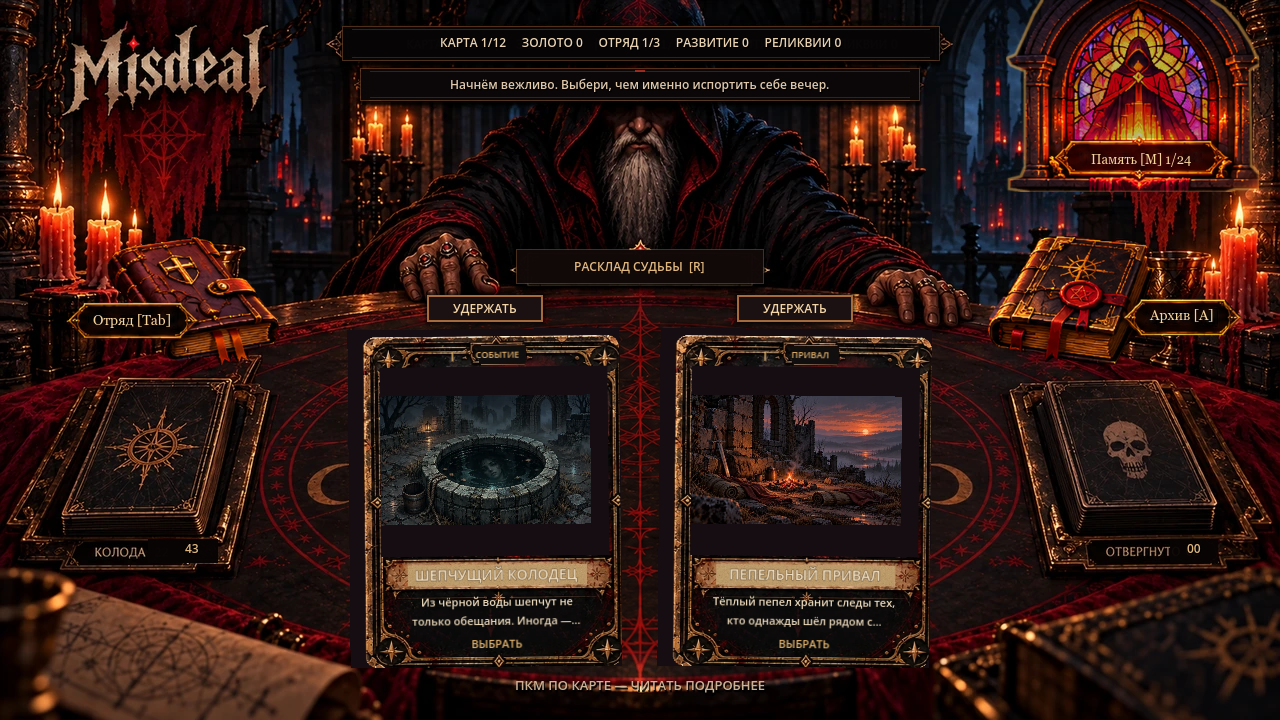 Misdeal
КАРТА 1/12 ЗОЛОТО 0 ОТРЯД 1/3 РАЗВИТИЕ 0 РЕЛИКВИИ 0
Начнём вежливо. Выбери, чем именно испортить себе вечер.
Память [M] 1/24
РАСКЛАД СУДЬБЫ [R]
УДЕРЖАТЬ
УДЕРЖАТЬ
Отряд [Tab]
Архив [A]
СОБЫТИЕ
ШЕПЧУЩИЙ КОЛОДЕЦ
Из чёрной воды шепчут не
только обещания. Иногда —...
ВЫБРАТЬ
ПРИВАЛ
ПЕПЕЛЬНЫЙ ПРИВАЛ
Тёплый пепел хранит следы тех,
кто однажды шёл рядом с...
ВЫБРАТЬ
КОЛОДА 43
ОТВЕРГНУТ 00
ПКМ ПО КАРТЕ — ЧИТАТЬ ПОДРОБНЕЕ